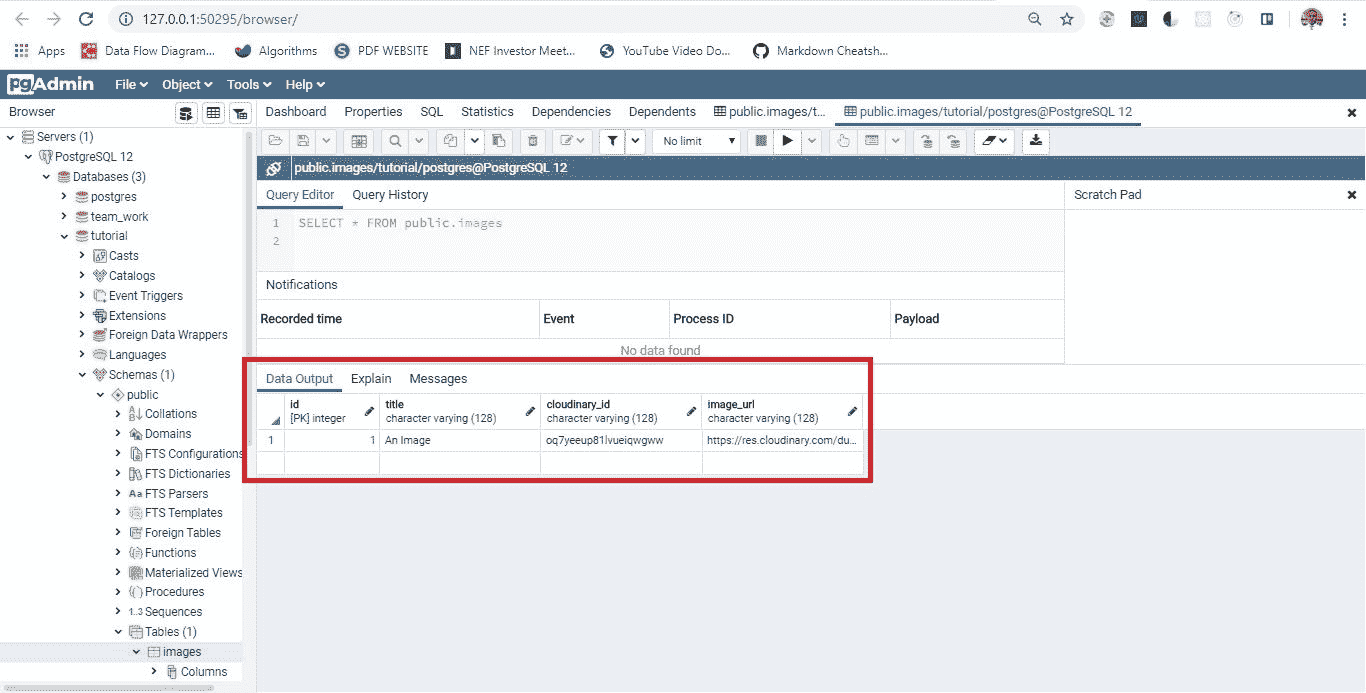 127.0.0.1:50295/browser/
Apps Data Flow Diagram... Algorithms PDF WEBSITE NEF Investor Meet... YouTube Video Do... Markdown Cheatsh...
pgAdmin File Object Tools Help
Browser
Servers (1)
PostgreSQL 12
Databases (3)
postgres
team_work
tutorial
Casts
Catalogs
Event Triggers
Extensions
Foreign Data Wrappers
Languages
Schemas (1)
public
Collations
Domains
FTS Configurations
FTS Dictionaries
Aa FTS Parsers
FTS Templates
Foreign Tables
Functions
Materialized Views
Procedures
1..3 Sequences
Tables (1)
images
Columns
Dashboard Properties SQL Statistics Dependencies Dependents public.images/t... public.images/tutorial/postgres@PostgreSQL 12
No limit
public.images/tutorial/postgres@PostgreSQL 12
Query Editor Query History
Scratch Pad
1 SELECT * FROM public.images
2
Notifications
Recorded time Event Process ID Payload
No data found
Data Output Explain Messages
id title cloudinary_id image_url
[PK] integer character varying (128) character varying (128) character varying (128)
1 1 An Image oq7yeeup81lvueiqwgww https://res.cloudinary.com/du...